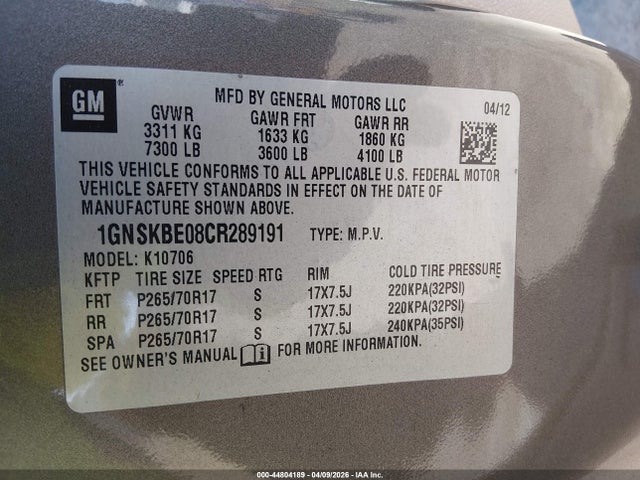 GM ®
MFD BY GENERAL MOTORS LLC 04/12
GVWR GAWR FRT GAWR RR
3311 KG 1633 KG 1860 KG
7300 LB 3600 LB 4100 LB
THIS VEHICLE CONFORMS TO ALL APPLICABLE U.S. FEDERAL MOTOR
VEHICLE SAFETY STANDARDS IN EFFECT ON THE DATE OF
MANUFACTURE SHOWN ABOVE.
1GNSKBE08CR289191 TYPE: M.P.V.
MODEL: K10706
KFTP TIRE SIZE SPEED RTG RIM COLD TIRE PRESSURE
FRT P265/70R17 S 17X7.5J 220KPA(32PSI)
RR P265/70R17 S 17X7.5J 220KPA(32PSI)
SPA P265/70R17 S 17X7.5J 240KPA(35PSI)
SEE OWNER'S MANUAL FOR MORE INFORMATION.
000-44804189 | 04/09/2026 | IAA Inc.